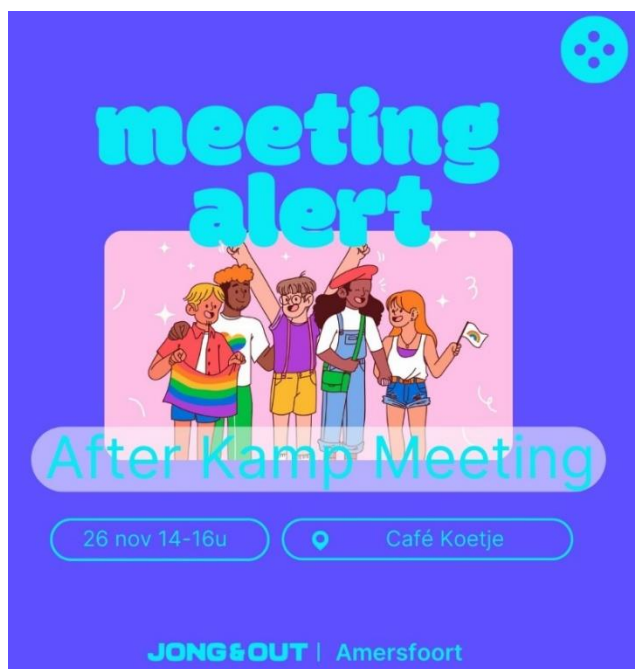 meeting
alert
After Kamp Meeting
26 nov 14-16u
Café Koetje
JONG&OUT | Amersfoort